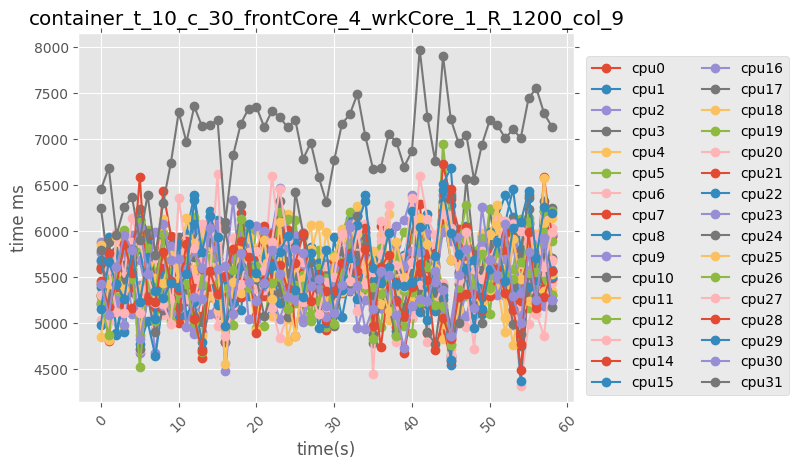 container_t_10_c_30_frontCore_4_wrkCore_1_R_1200_col_9
time ms
8000
7500
7000
6500
6000
5500
5000
4500
0
10
20
30
40
50
60
time(s)
cpu0
cpu1
cpu2
cpu3
cpu4
cpu5
cpu6
cpu7
cpu8
cpu9
cpu10
cpu11
cpu12
cpu13
cpu14
cpu15
cpu16
cpu17
cpu18
cpu19
cpu20
cpu21
cpu22
cpu23
cpu24
cpu25
cpu26
cpu27
cpu28
cpu29
cpu30
cpu31